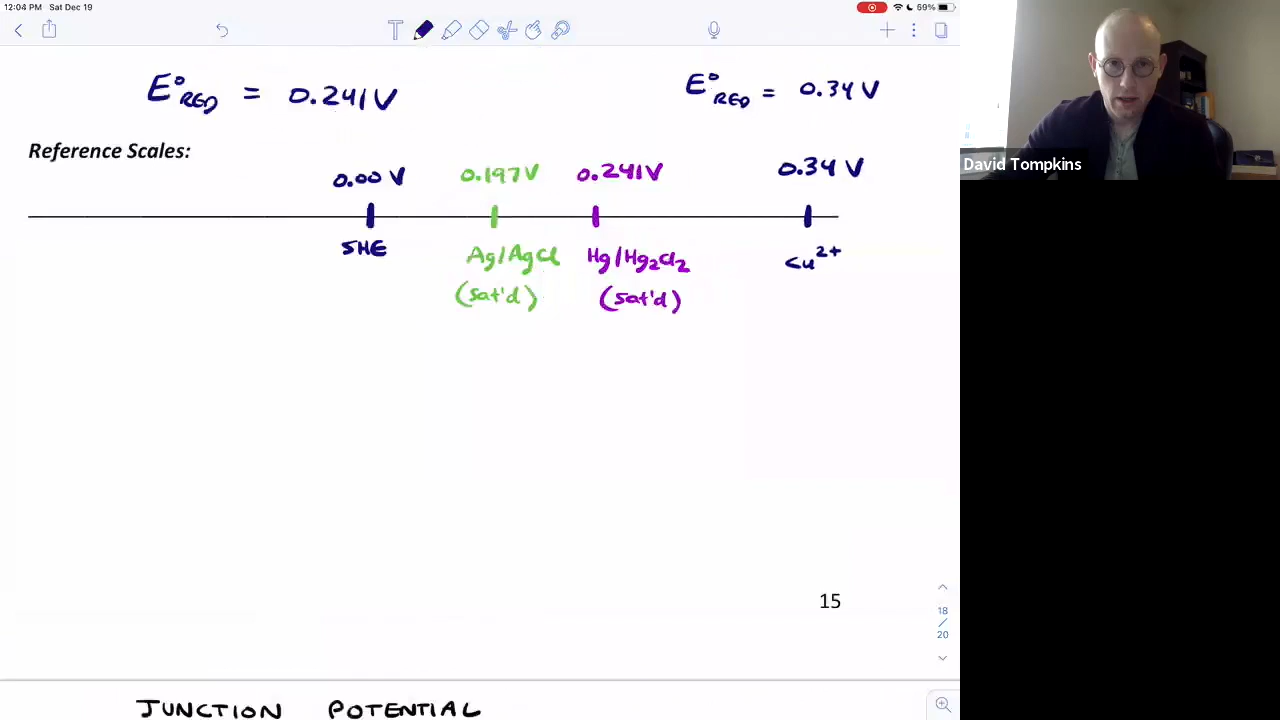 12:04 PM Sat Dec 19
69%
E°RED = 0.241 V
E°RED = 0.34 V
David Tompkins
Reference Scales:
0.00 V 0.197 V 0.241 V 0.34 V
SHE Ag/AgCl Hg/Hg₂Cl₂ Cu²⁺
(sat'd) (sat'd)
15
18
/
20
JUNCTION POTENTIAL